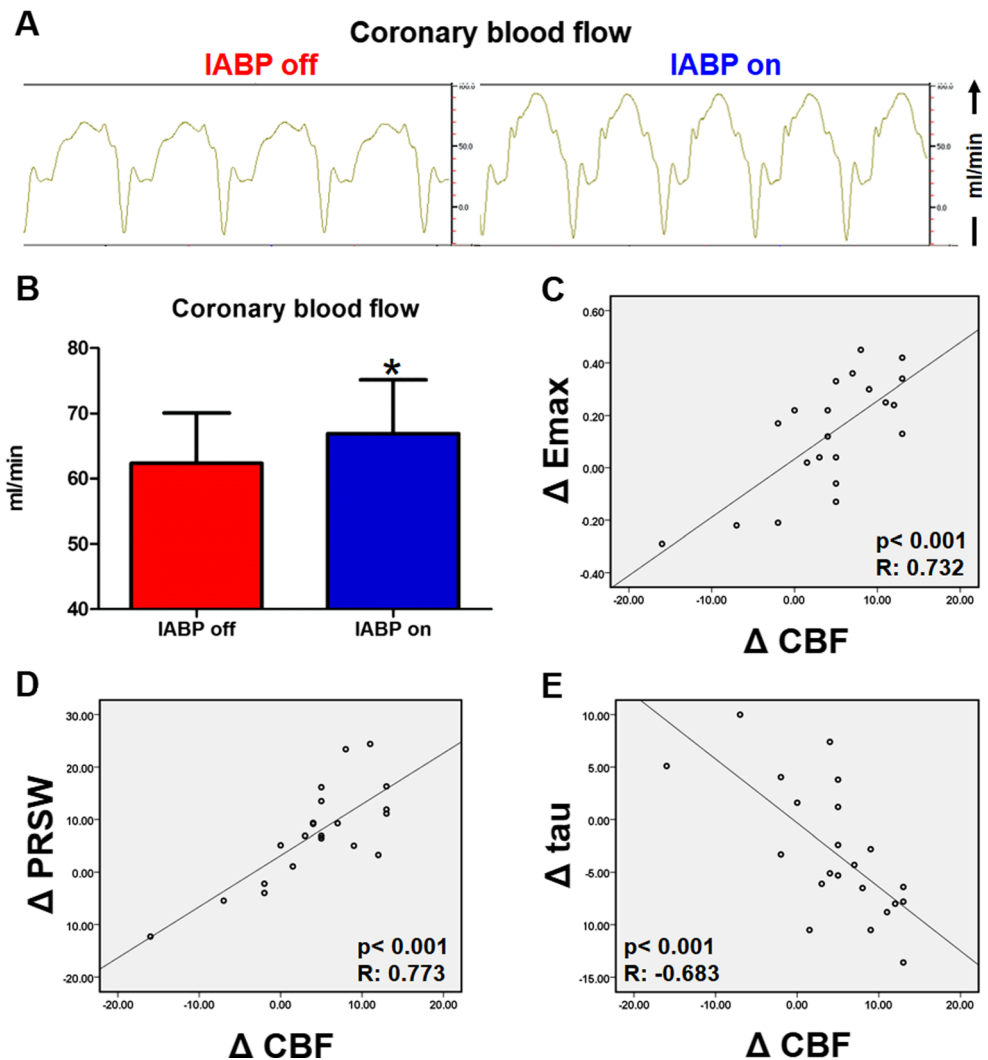 A
Coronary blood flow
IABP off
IABP on
100.0
50.0
0.0
100.0
50.0
0.0
ml/min
B
Coronary blood flow
80
70
60
50
40
ml/min
*
IABP off
IABP on
C
0.60
0.40
0.20
0.00
-0.20
-0.40
Δ Emax
p< 0.001
R: 0.732
-20.00 -10.00 0.00 10.00 20.00
Δ CBF
D
30.00
20.00
10.00
0.00
10.00
-20.00
Δ PRSW
p< 0.001
R: 0.773
-20.00 -10.00 0.00 10.00 20.00
Δ CBF
E
10.00
5.00
0.00
-5.00
-10.00
-15.00
Δ tau
p< 0.001
R: -0.683
-20.00 -10.00 0.00 10.00 20.00
Δ CBF